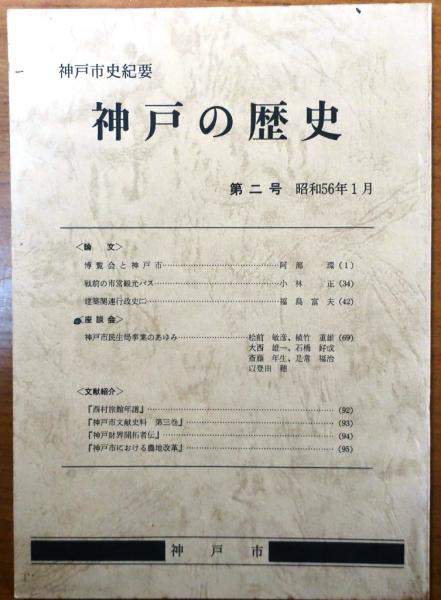 神戸市史紀要
神戸の歴史
第二号 昭和56年1月
<論文>
博覧会と神戸市……阿部 環(1)
戦前の市営観光バス……小林 正(34)
建築関連行政史㈡……福島富夫(42)
<座談会>
神戸市民生局事業のあゆみ……松前 敏彦、植竹 重雄(69)
大西 雄一、石橋 好成
斎藤 年生、是常 福治
以登田 穂
<文献紹介>
『西村旅館年譜』……(92)
『神戸市文献史料 第三巻』……(93)
『神戸財界開拓者伝』……(94)
『神戸市における農地改革』……(95)
神戸市